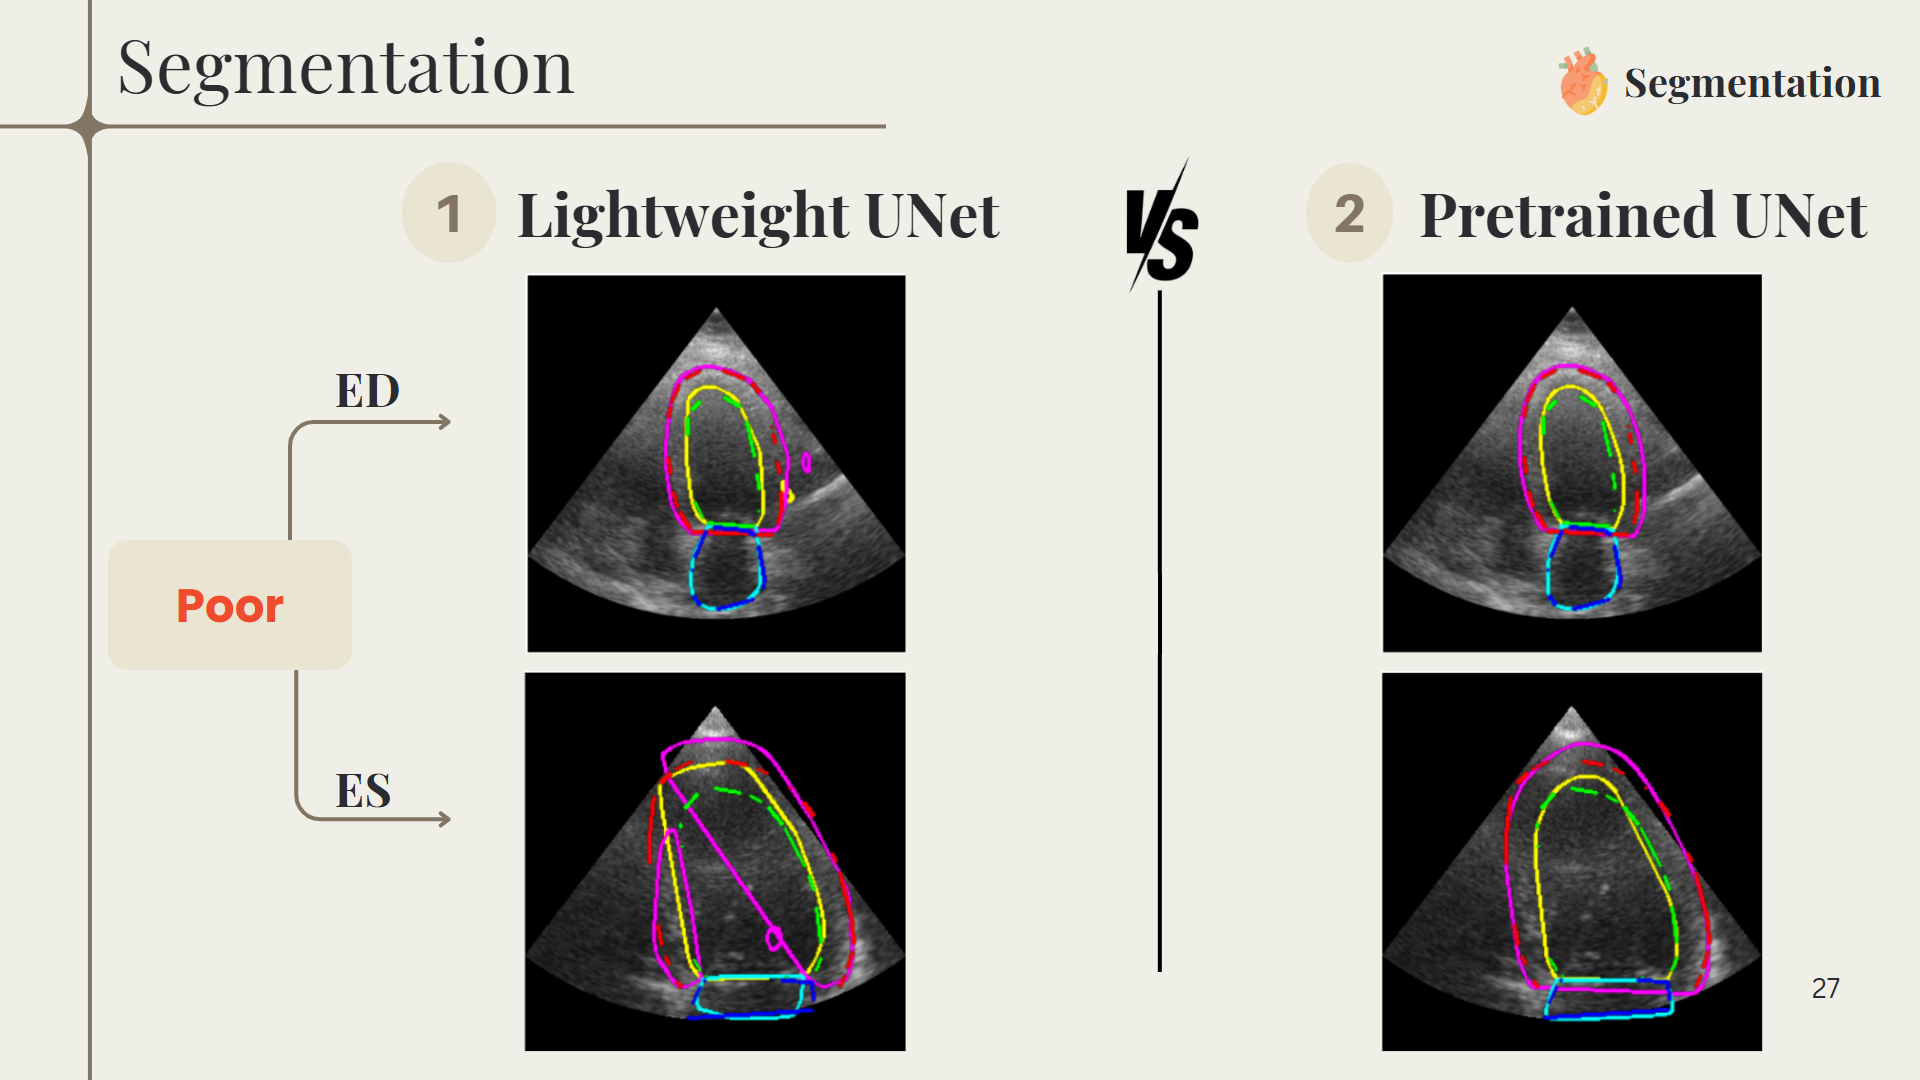 Segmentation
Segmentation
1 Lightweight UNet
VS
2 Pretrained UNet
ED
Poor
ES
27